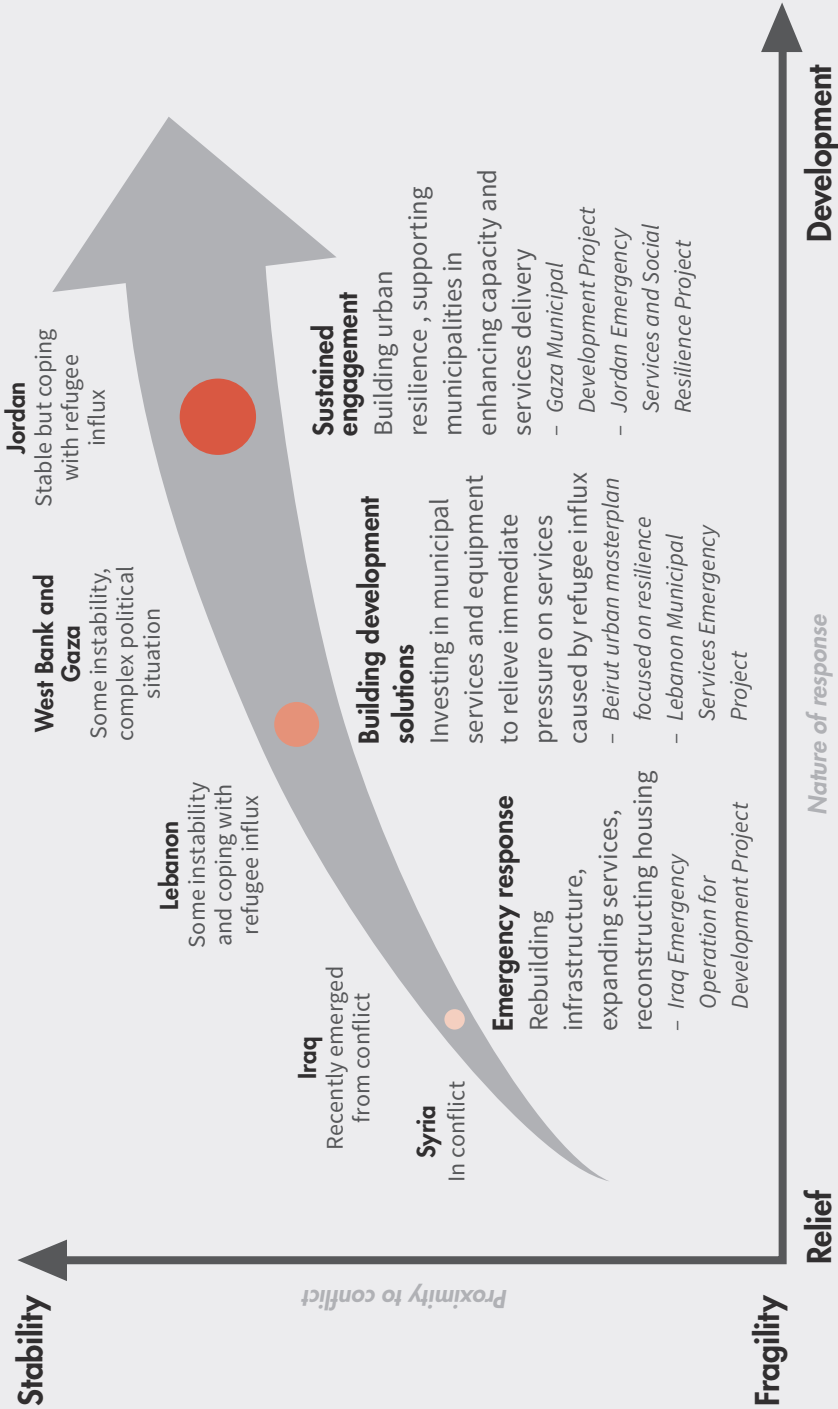 Stability
Proximity to conflict
Fragility
Syria
In conflict
Iraq
Recently emerged
from conflict
Lebanon
Some instability
and coping with
refugee influx
West Bank and
Gaza
Some instability,
complex political
situation
Jordan
Stable but coping
with refugee
influx
Emergency response
Rebuilding
infrastructure,
expanding services,
reconstructing housing
– Iraq Emergency
Operation for
Development Project
Building development
solutions
Investing in municipal
services and equipment
to relieve immediate
pressure on services
caused by refugee influx
– Beirut urban masterplan
focused on resilience
– Lebanon Municipal
Services Emergency
Project
Sustained
engagement
Building urban
resilience , supporting
municipalities in
enhancing capacity and
services delivery
– Gaza Municipal
Development Project
– Jordan Emergency
Services and Social
Resilience Project
Relief
Nature of response
Development